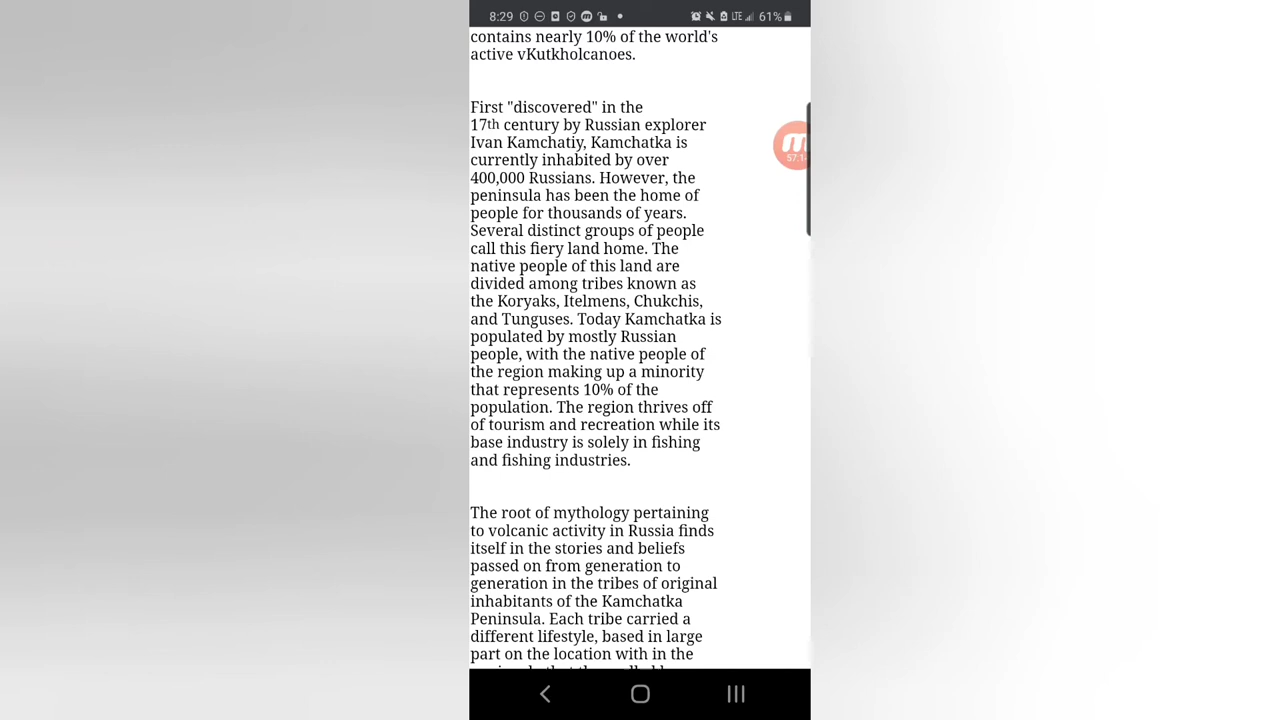 8:29 LTE 61%
contains nearly 10% of the world's
active vKutkholcanoes.
First "discovered" in the
17th century by Russian explorer
Ivan Kamchatiy, Kamchatka is
currently inhabited by over
400,000 Russians. However, the
peninsula has been the home of
people for thousands of years.
Several distinct groups of people
call this fiery land home. The
native people of this land are
divided among tribes known as
the Koryaks, Itelmens, Chukchis,
and Tunguses. Today Kamchatka is
populated by mostly Russian
people, with the native people of
the region making up a minority
that represents 10% of the
population. The region thrives off
of tourism and recreation while its
base industry is solely in fishing
and fishing industries.
The root of mythology pertaining
to volcanic activity in Russia finds
itself in the stories and beliefs
passed on from generation to
generation in the tribes of original
inhabitants of the Kamchatka
Peninsula. Each tribe carried a
different lifestyle, based in large
part on the location with in the